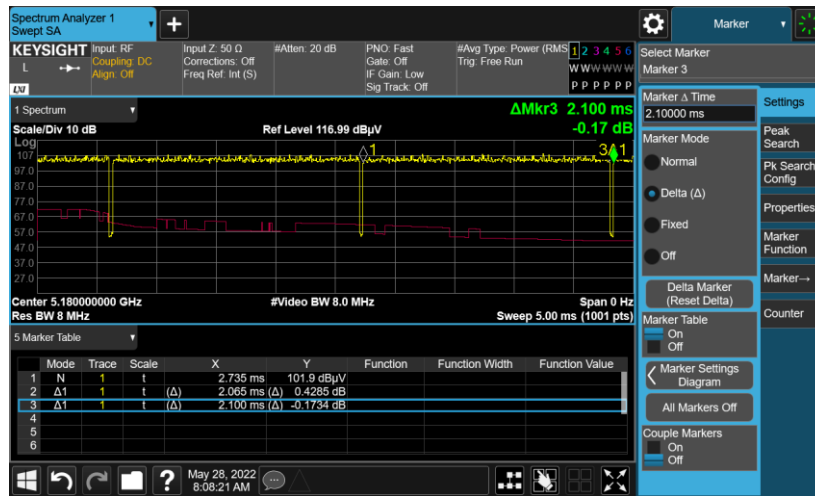 Spectrum Analyzer 1
Swept SA
Marker
KEYSIGHT
L
LXI
Input: RF
Coupling: DC
Align: Off
Input Z: 50 Ω
Corrections: Off
Freq Ref: Int (S)
#Atten: 20 dB
PNO: Fast
Gate: Off
IF Gain: Low
Sig Track: Off
#Avg Type: Power (RMS
Trig: Free Run
1 2 3 4 5 6
W W W W W W
P P P P P P
Select Marker
Marker 3
1 Spectrum
Scale/Div 10 dB
Ref Level 116.99 dBµV
ΔMkr3 2.100 ms
-0.17 dB
Log
107
97.0
87.0
77.0
67.0
57.0
47.0
37.0
27.0
1
3Δ1
Center 5.180000000 GHz
Res BW 8 MHz
#Video BW 8.0 MHz
Span 0 Hz
Sweep 5.00 ms (1001 pts)
5 Marker Table
Mode Trace Scale X Y Function Function Width Function Value
1 N 1 t 2.735 ms 101.9 dBµV
2 Δ1 1 t (Δ) 2.065 ms (Δ) 0.4285 dB
3 Δ1 1 t (Δ) 2.100 ms (Δ) -0.1734 dB
4
5
6
Marker Δ Time
2.10000 ms
Marker Mode
Normal
Delta (Δ)
Fixed
Off
Delta Marker
(Reset Delta)
Marker Table
On
Off
Marker Settings
Diagram
All Markers Off
Couple Markers
On
Off
Settings
Peak
Search
Pk Search
Config
Properties
Marker
Function
Marker→
Counter
?
May 28, 2022
8:08:21 AM